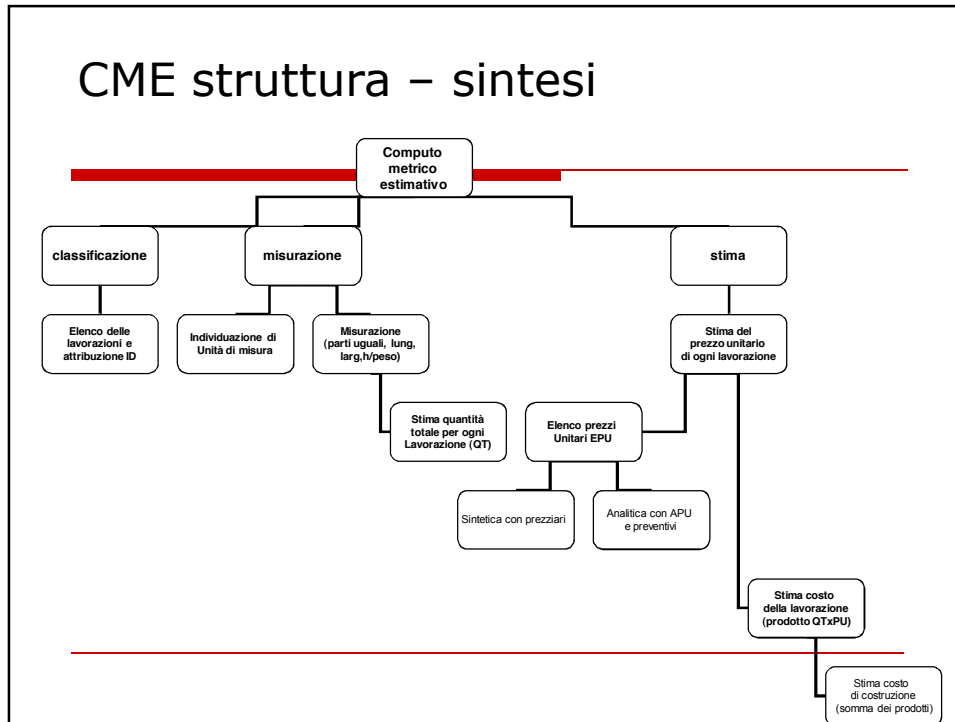 CME struttura – sintesi
Computo
metrico
estimativo
classificazione
misurazione
stima
Elenco delle
lavorazioni e
attribuzione ID
Individuazione di
Unità di misura
Misurazione
(parti uguali, lung,
larg,h/peso)
Stima del
prezzo unitario
di ogni lavorazione
Stima quantità
totale per ogni
Lavorazione (QT)
Elenco prezzi
Unitari EPU
Sintetica con prezziari
Analitica con APU
e preventivi
Stima costo
della lavorazione
(prodotto QTxPU)
Stima costo
di costruzione
(somma dei prodotti)